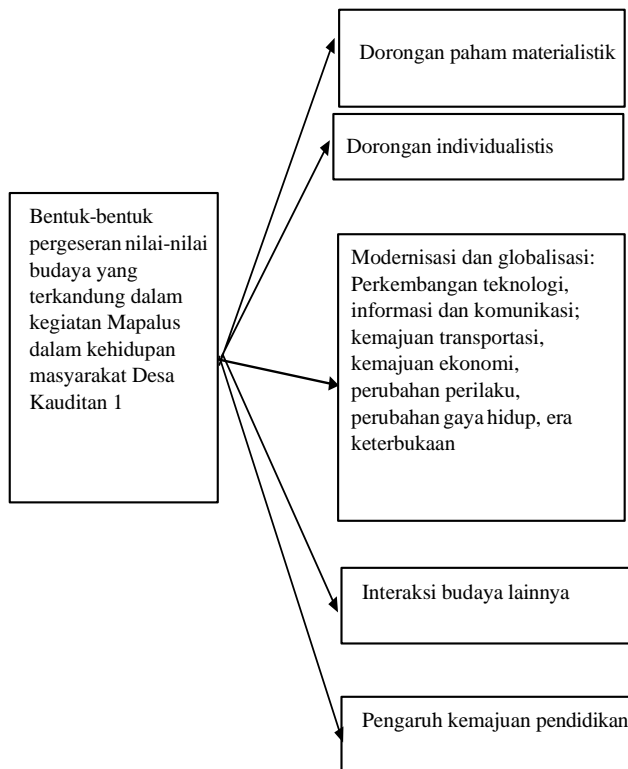 Dorongan paham materialistik
Dorongan individualistis
Bentuk-bentuk
pergeseran nilai-nilai
budaya yang
terkandung dalam
kegiatan Mapalus
dalam kehidupan
masyarakat Desa
Kauditan 1
Modernisasi dan globalisasi:
Perkembangan teknologi,
informasi dan komunikasi;
kemajuan transportasi,
kemajuan ekonomi,
perubahan perilaku,
perubahan gaya hidup, era
keterbukaan
Interaksi budaya lainnya
Pengaruh kemajuan pendidikan